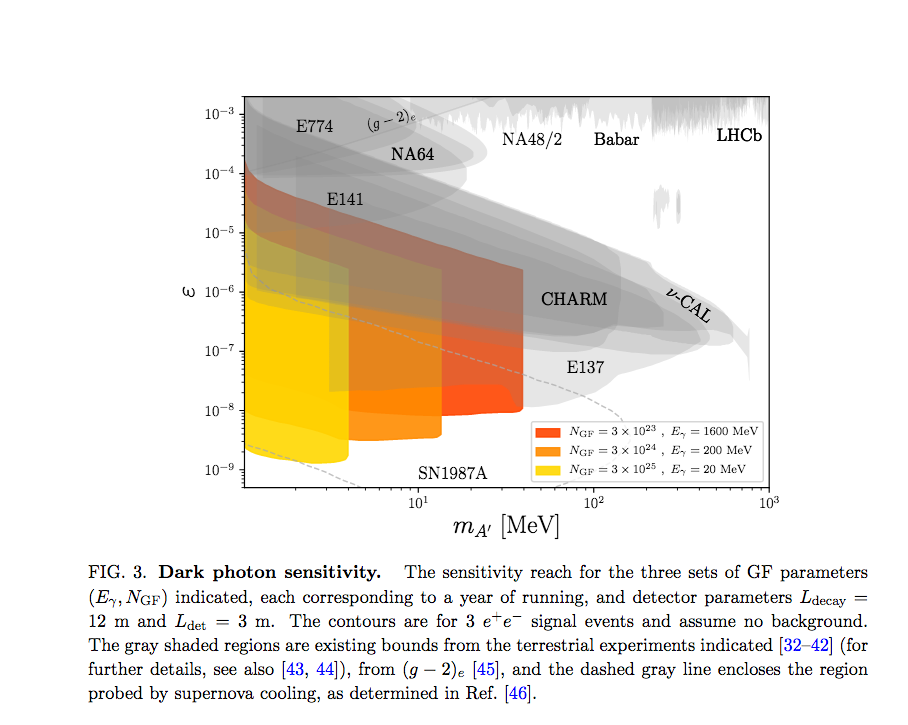 10⁻³
10⁻⁴
10⁻⁵
10⁻⁶
10⁻⁷
10⁻⁸
10⁻⁹
ε
E774
(g − 2)ₑ
NA64
NA48/2
Babar
LHCb
E141
CHARM
ν-CAL
E137
N_GF = 3 × 10²³ , E_γ = 1600 MeV
N_GF = 3 × 10²⁴ , E_γ = 200 MeV
N_GF = 3 × 10²⁵ , E_γ = 20 MeV
SN1987A
10¹
10²
10³
m_A′ [MeV]
FIG. 3. Dark photon sensitivity. The sensitivity reach for the three sets of GF parameters
(E_γ, N_GF) indicated, each corresponding to a year of running, and detector parameters L_decay =
12 m and L_det = 3 m. The contours are for 3 e⁺e⁻ signal events and assume no background.
The gray shaded regions are existing bounds from the terrestrial experiments indicated [32–42] (for
further details, see also [43, 44]), from (g − 2)ₑ [45], and the dashed gray line encloses the region
probed by supernova cooling, as determined in Ref. [46].